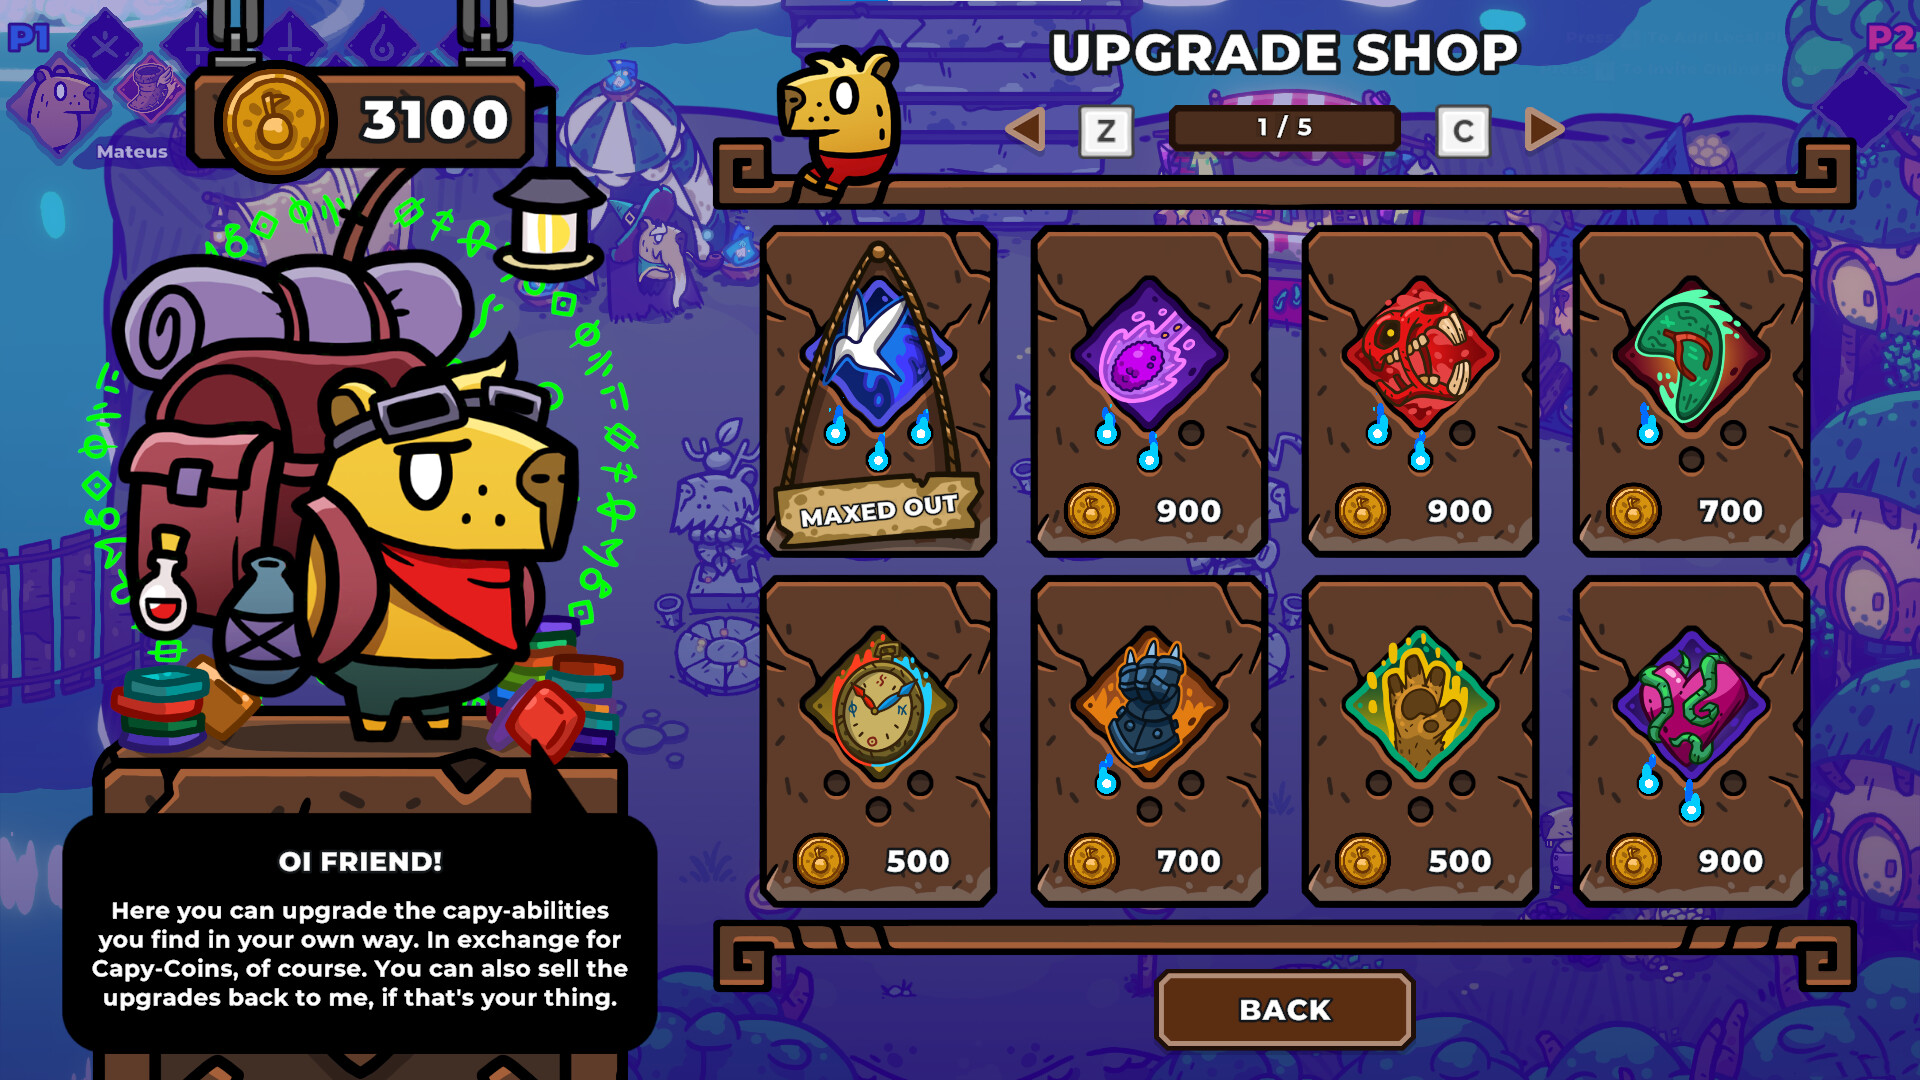 P1
3100
Mateus
UPGRADE SHOP
P2
Z
1 / 5
C
MAXED OUT
900
900
700
500
700
500
900
OI FRIEND!
Here you can upgrade the capy-abilities
you find in your own way. In exchange for
Capy-Coins, of course. You can also sell the
upgrades back to me, if that's your thing.
BACK